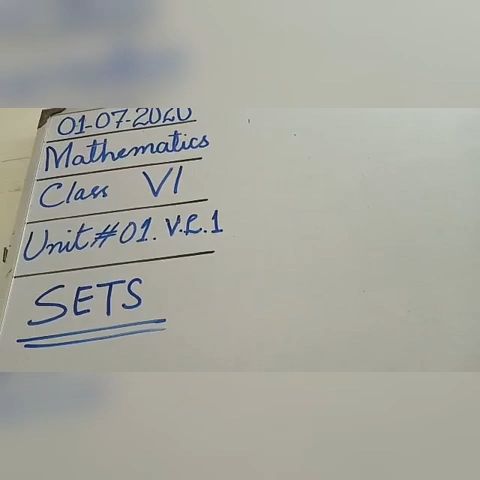 01-07-2020
Mathematics
Class VI
Unit # 01. V.L.1
SETS